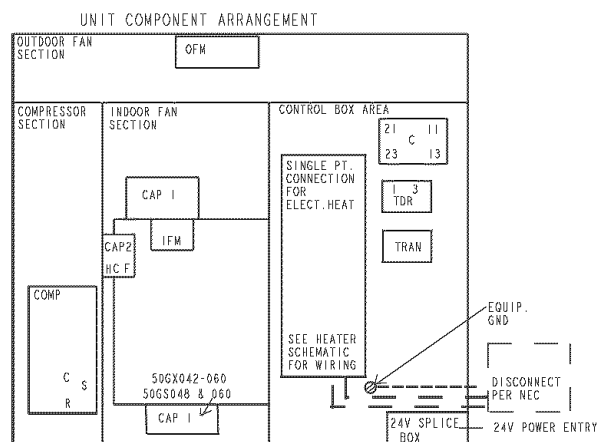 UNIT COMPONENT ARRANGEMENT
OUTDOOR FAN
SECTION
OFM
COMPRESSOR
SECTION
INDOOR FAN
SECTION
CONTROL BOX AREA
21 11
C
23 13
SINGLE PT.
CONNECTION
FOR
ELECT.HEAT
1 3
TDR
CAP 1
IFM
TRAN
CAP2
HC F
COMP
C
S
R
EQUIP.
GND
SEE HEATER
SCHEMATIC
FOR WIRING
50GX042-060
50GS048 & 060
CAP 1
DISCONNECT
PER NEC
24V SPLICE
BOX
24V POWER ENTRY